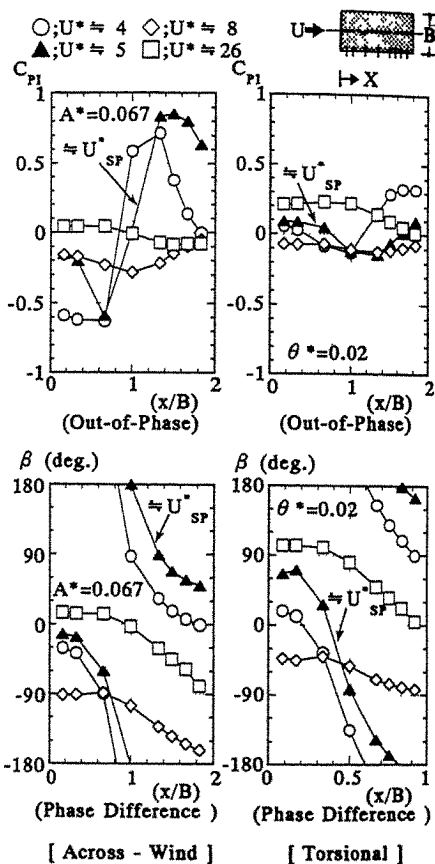 ○;U*≒ 4 ◇;U*≒ 8
▲;U*≒ 5 □;U*≒26
U B
X
C_PI
1
A*=0.067
≒ U*_SP
0.5
0
-0.5
-1
0 1 2
(x/B)
(Out-of-Phase)
C_PI
1
≒ U*_SP
0.5
0
-0.5
θ*=0.02
-1
0 1 2
(x/B)
(Out-of-Phase)
β (deg.)
180
≒ U*_SP
90
A*=0.067
0
-90
-180
0 1 2
(x/B)
(Phase Difference)
β (deg.)
180
θ*=0.02
90
≒ U*_SP
0
-90
-180
0 0.5 1
(x/B)
(Phase Difference)
[ Across - Wind ] [ Torsional ]